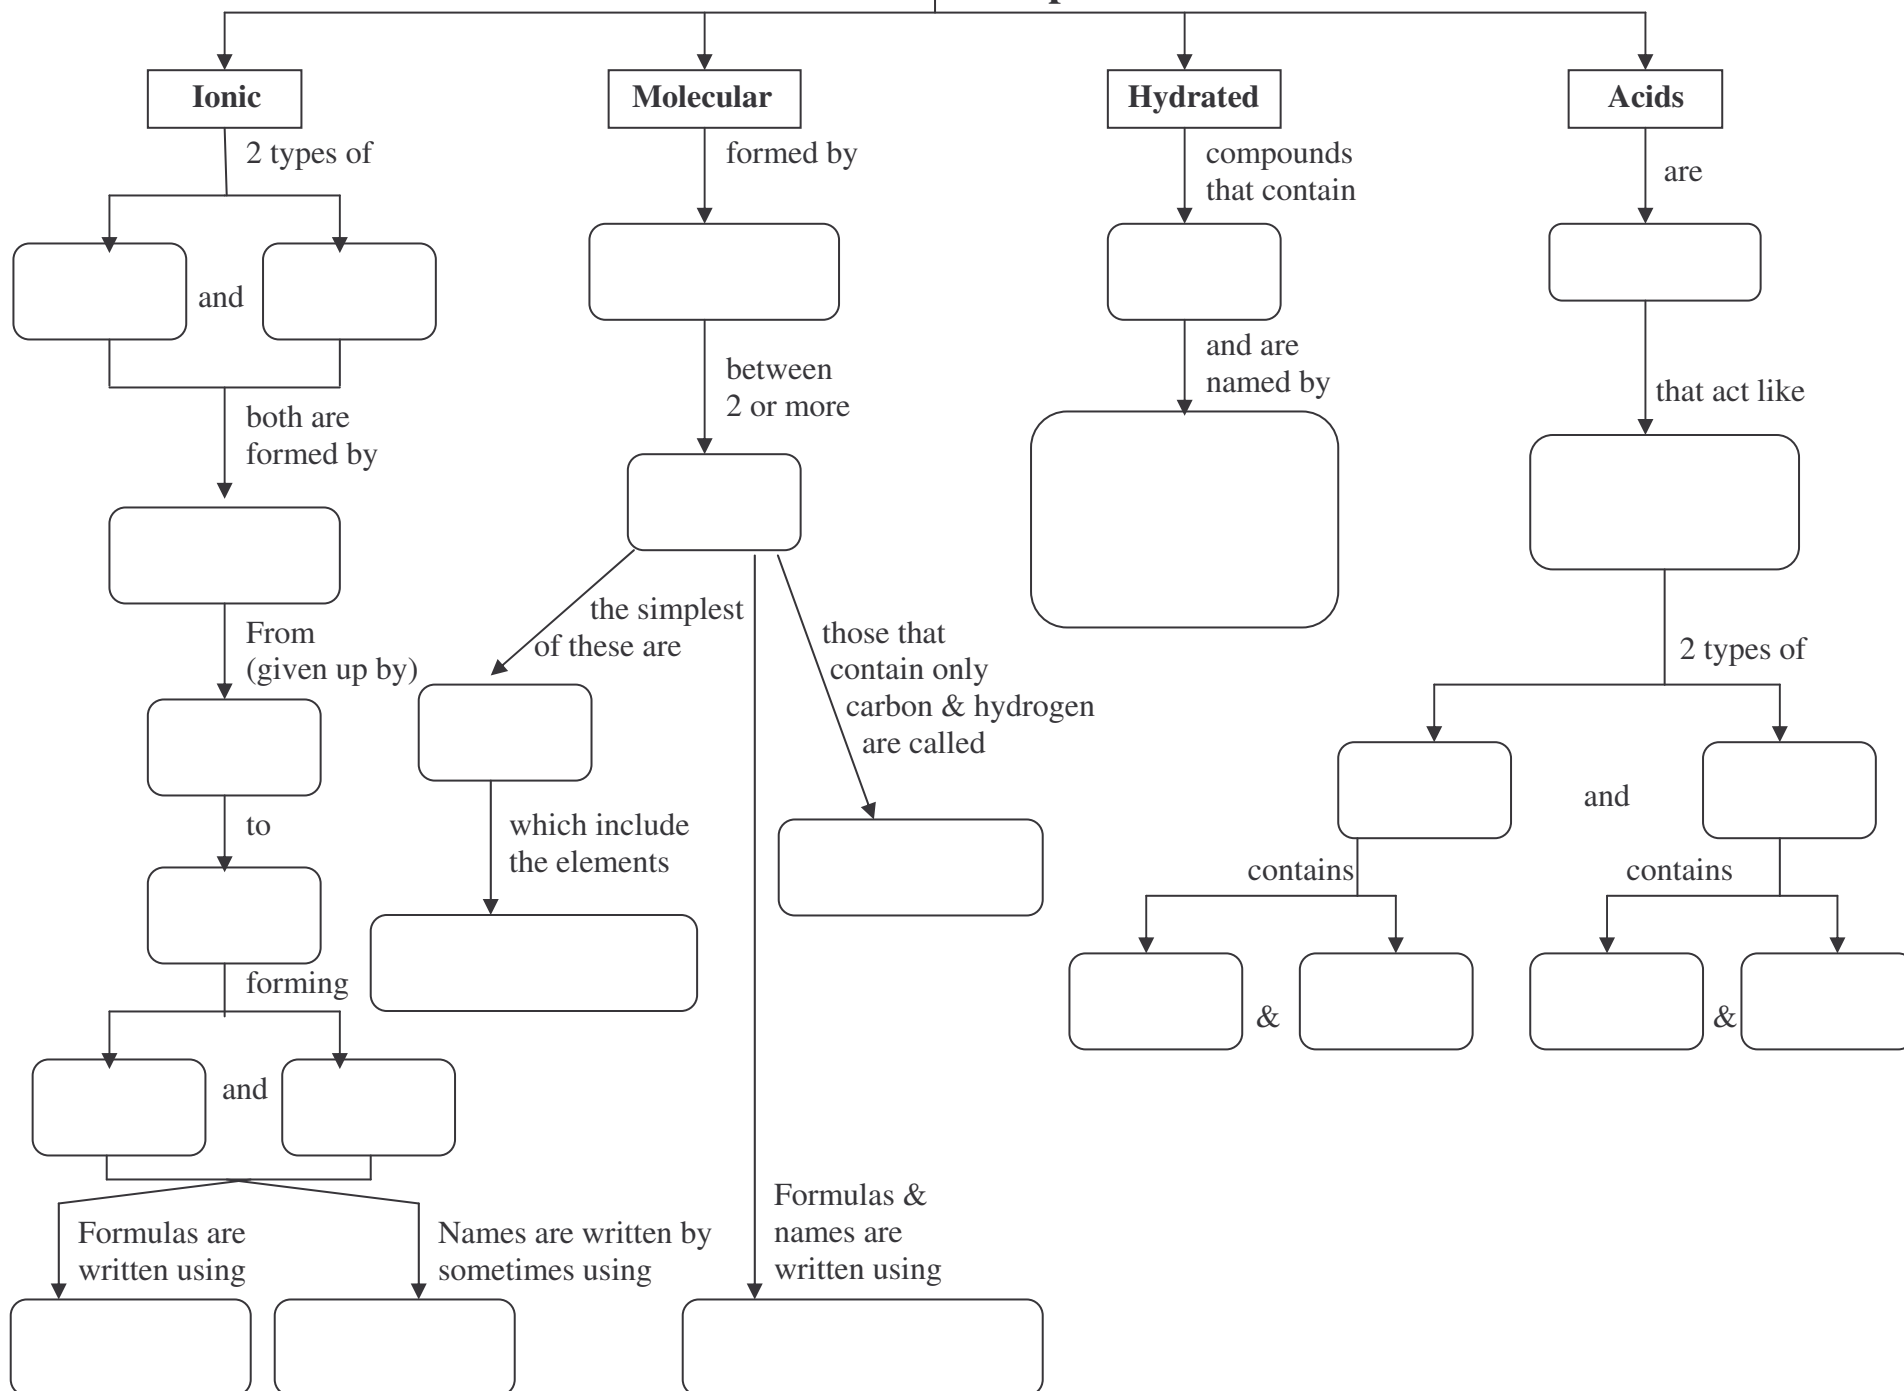 Ionic
Molecular
Hydrated
Acids
2 types of
formed by
compounds
that contain
are
and
between
2 or more
and are
named by
that act like
both are
formed by
From
(given up by)
the simplest
of these are
those that
contain only
carbon & hydrogen
are called
2 types of
to
which include
the elements
and
contains
contains
forming
&
&
and
Formulas are
written using
Names are written by
sometimes using
Formulas &
names are
written using